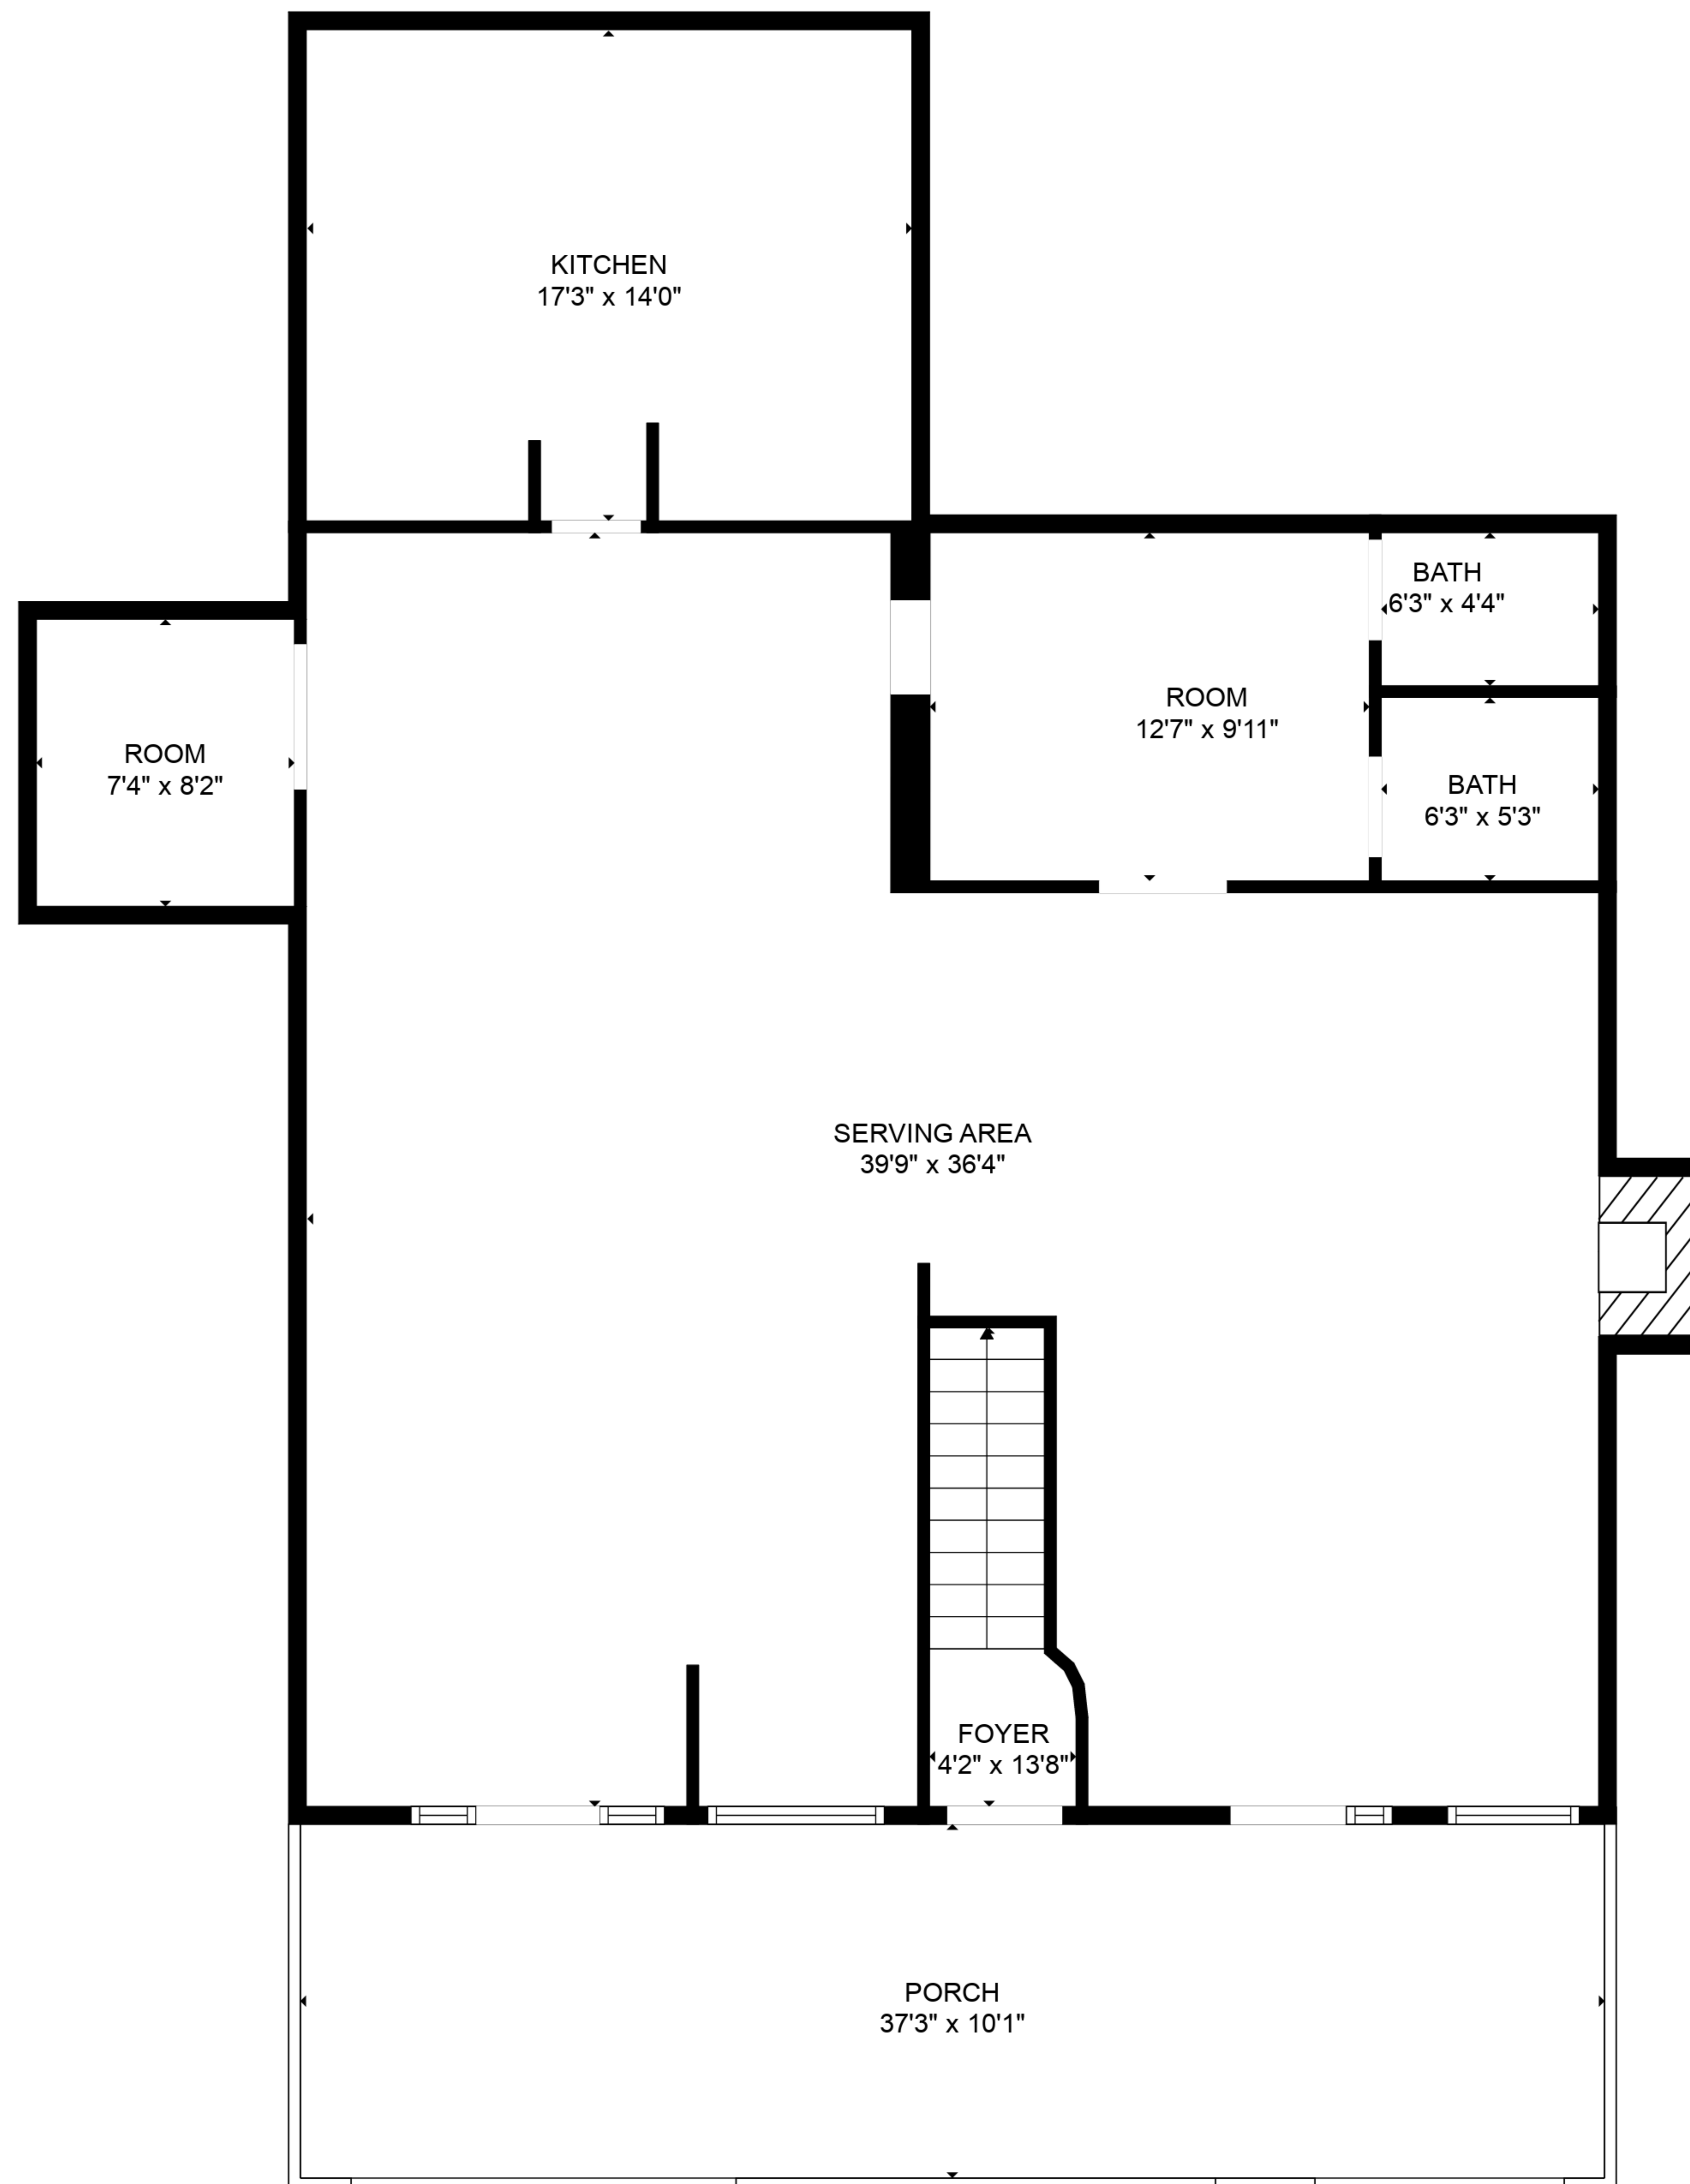 KITCHEN
17'3" x 14'0"
BATH
6'3" x 4'4"
ROOM
12'7" x 9'11"
ROOM
7'4" x 8'2"
BATH
6'3" x 5'3"
SERVING AREA
39'9" x 36'4"
FOYER
4'2" x 13'8"
PORCH
37'3" x 10'1"